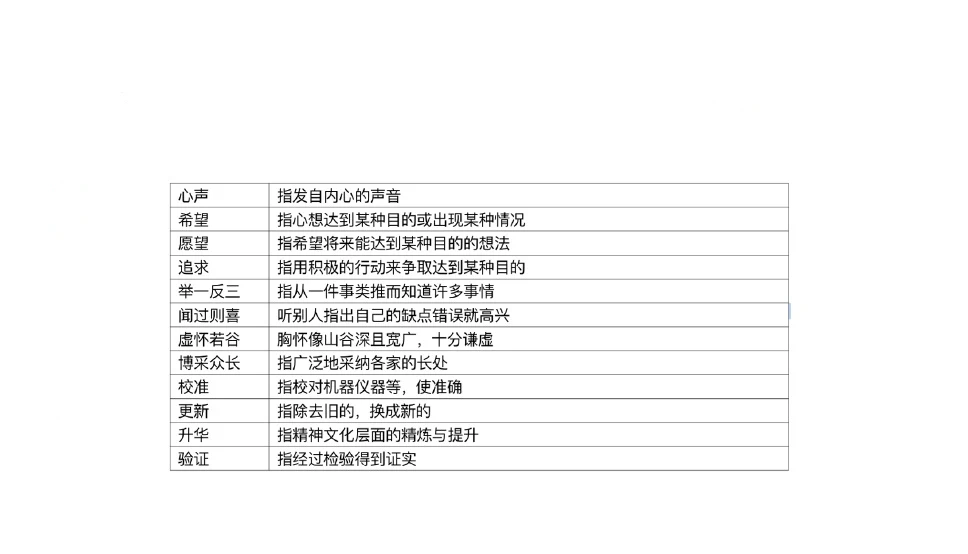 心声 指发自内心的声音
希望 指心想达到某种目的或出现某种情况
愿望 指希望将来能达到某种目的的想法
追求 指用积极的行动来争取达到某种目的
举一反三 指从一件事类推而知道许多事情
闻过则喜 听别人指出自己的缺点错误就高兴
虚怀若谷 胸怀像山谷深且宽广，十分谦虚
博采众长 指广泛地采纳各家的长处
校准 指校对机器仪器等，使准确
更新 指除去旧的，换成新的
升华 指精神文化层面的精炼与提升
验证 指经过检验得到证实